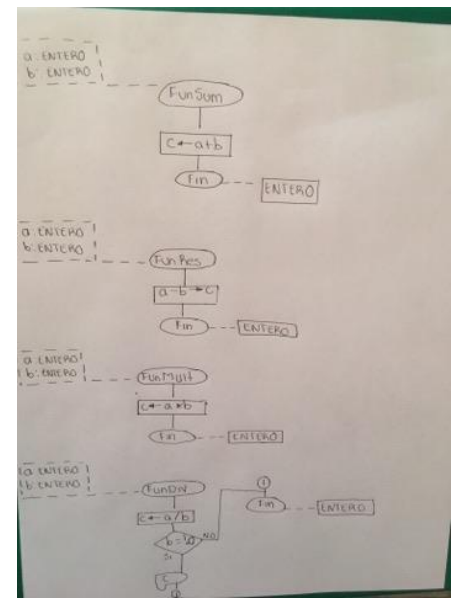 a: ENTERO
b: ENTERO
FunSum
C ← a+b
Fin
ENTERO
a: ENTERO
b: ENTERO
FunRes
a-b → C
Fin
ENTERO
a: ENTERO
b: ENTERO
FunMult
C ← a*b
Fin
ENTERO
a: ENTERO
b: ENTERO
FunDiv
C ← a/b
NO
Si
1
Fin
ENTERO